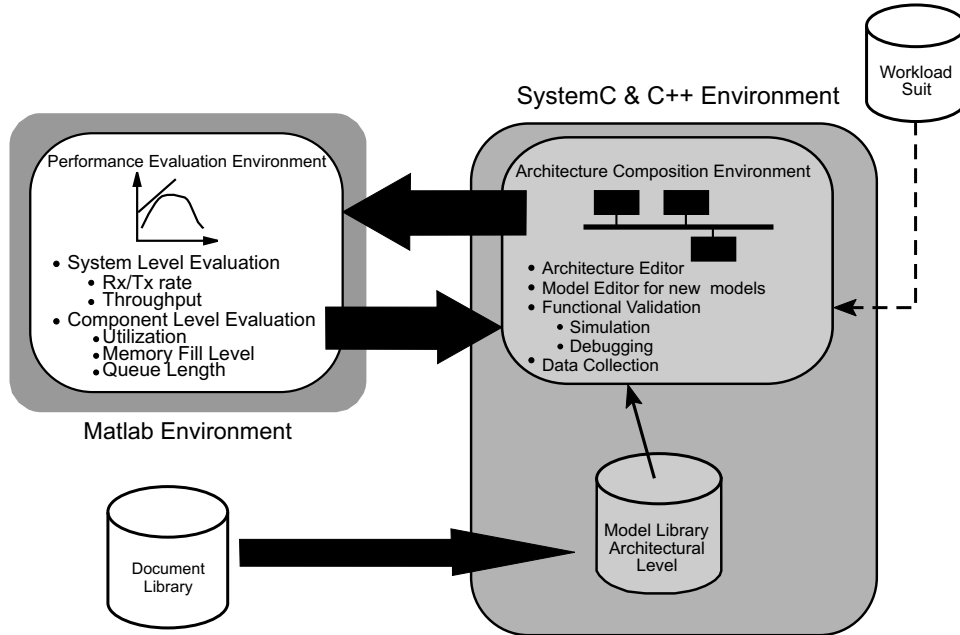 Workload
Suit
SystemC & C++ Environment
Performance Evaluation Environment
• System Level Evaluation
• Rx/Tx rate
• Throughput
• Component Level Evaluation
• Utilization
• Memory Fill Level
• Queue Length
Matlab Environment
Architecture Composition Environment
• Architecture Editor
• Model Editor for new models
• Functional Validation
• Simulation
• Debugging
• Data Collection
Document
Library
Model Library
Architectural
Level